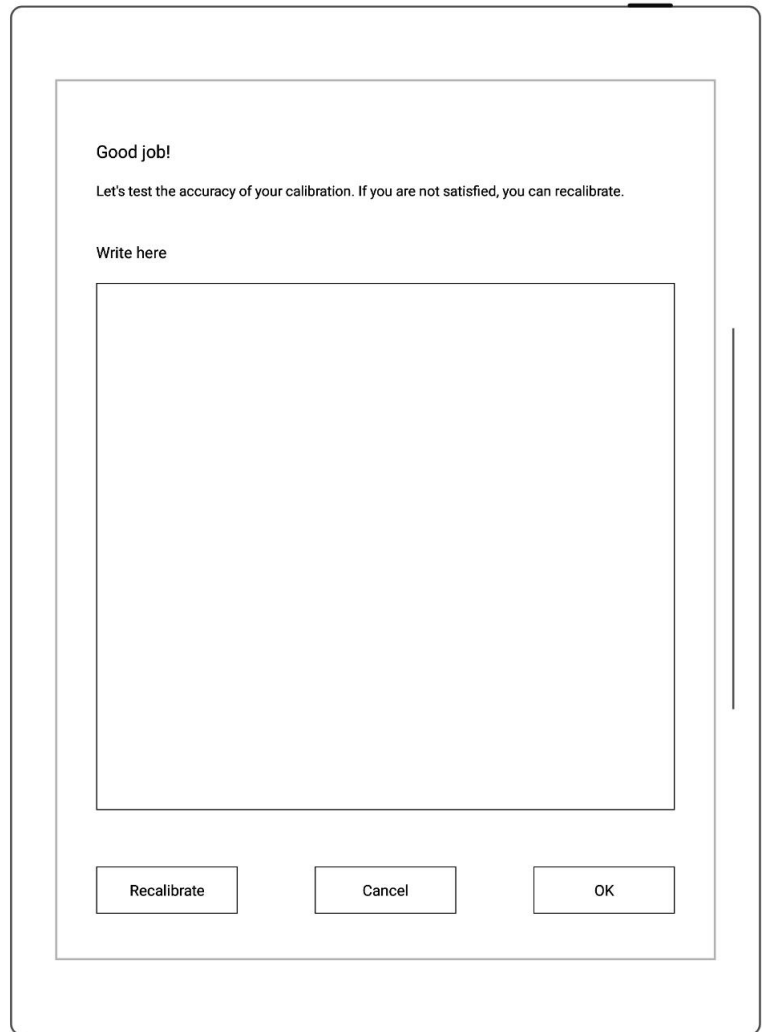 Good job!
Let's test the accuracy of your calibration. If you are not satisfied, you can recalibrate.
Write here
Recalibrate
Cancel
OK